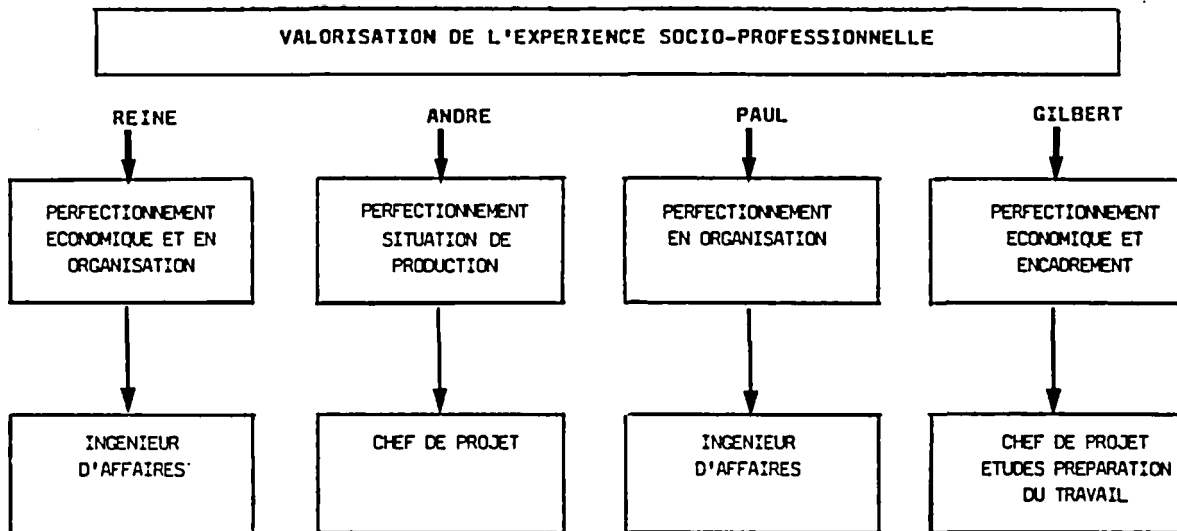 VALORISATION DE L'EXPERIENCE SOCIO-PROFESSIONNELLE
REINE
ANDRE
PAUL
GILBERT
PERFECTIONNEMENT
ECONOMIQUE ET EN
ORGANISATION
PERFECTIONNEMENT
SITUATION DE
PRODUCTION
PERFECTIONNEMENT
EN ORGANISATION
PERFECTIONNEMENT
ECONOMIQUE ET
ENCADREMENT
INGENIEUR
D'AFFAIRES
CHEF DE PROJET
INGENIEUR
D'AFFAIRES
CHEF DE PROJET
ETUDES PREPARATION
DU TRAVAIL